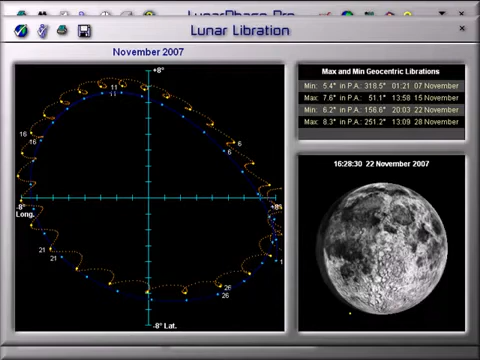 LunarPhase Pro
Lunar Libration
November 2007
+8°
11
11
16
16
6
6
-8°
Long.
+8°
21
21
26
26
-8° Lat.
Max and Min Geocentric Librations
Min: 5.4° in P.A.: 318.5° 01:21 07 November
Max: 7.6° in P.A.: 51.1° 13:58 15 November
Min: 6.2° in P.A.: 156.6° 20:03 22 November
Max: 8.3° in P.A.: 251.2° 13:09 28 November
16:28:30 22 November 2007